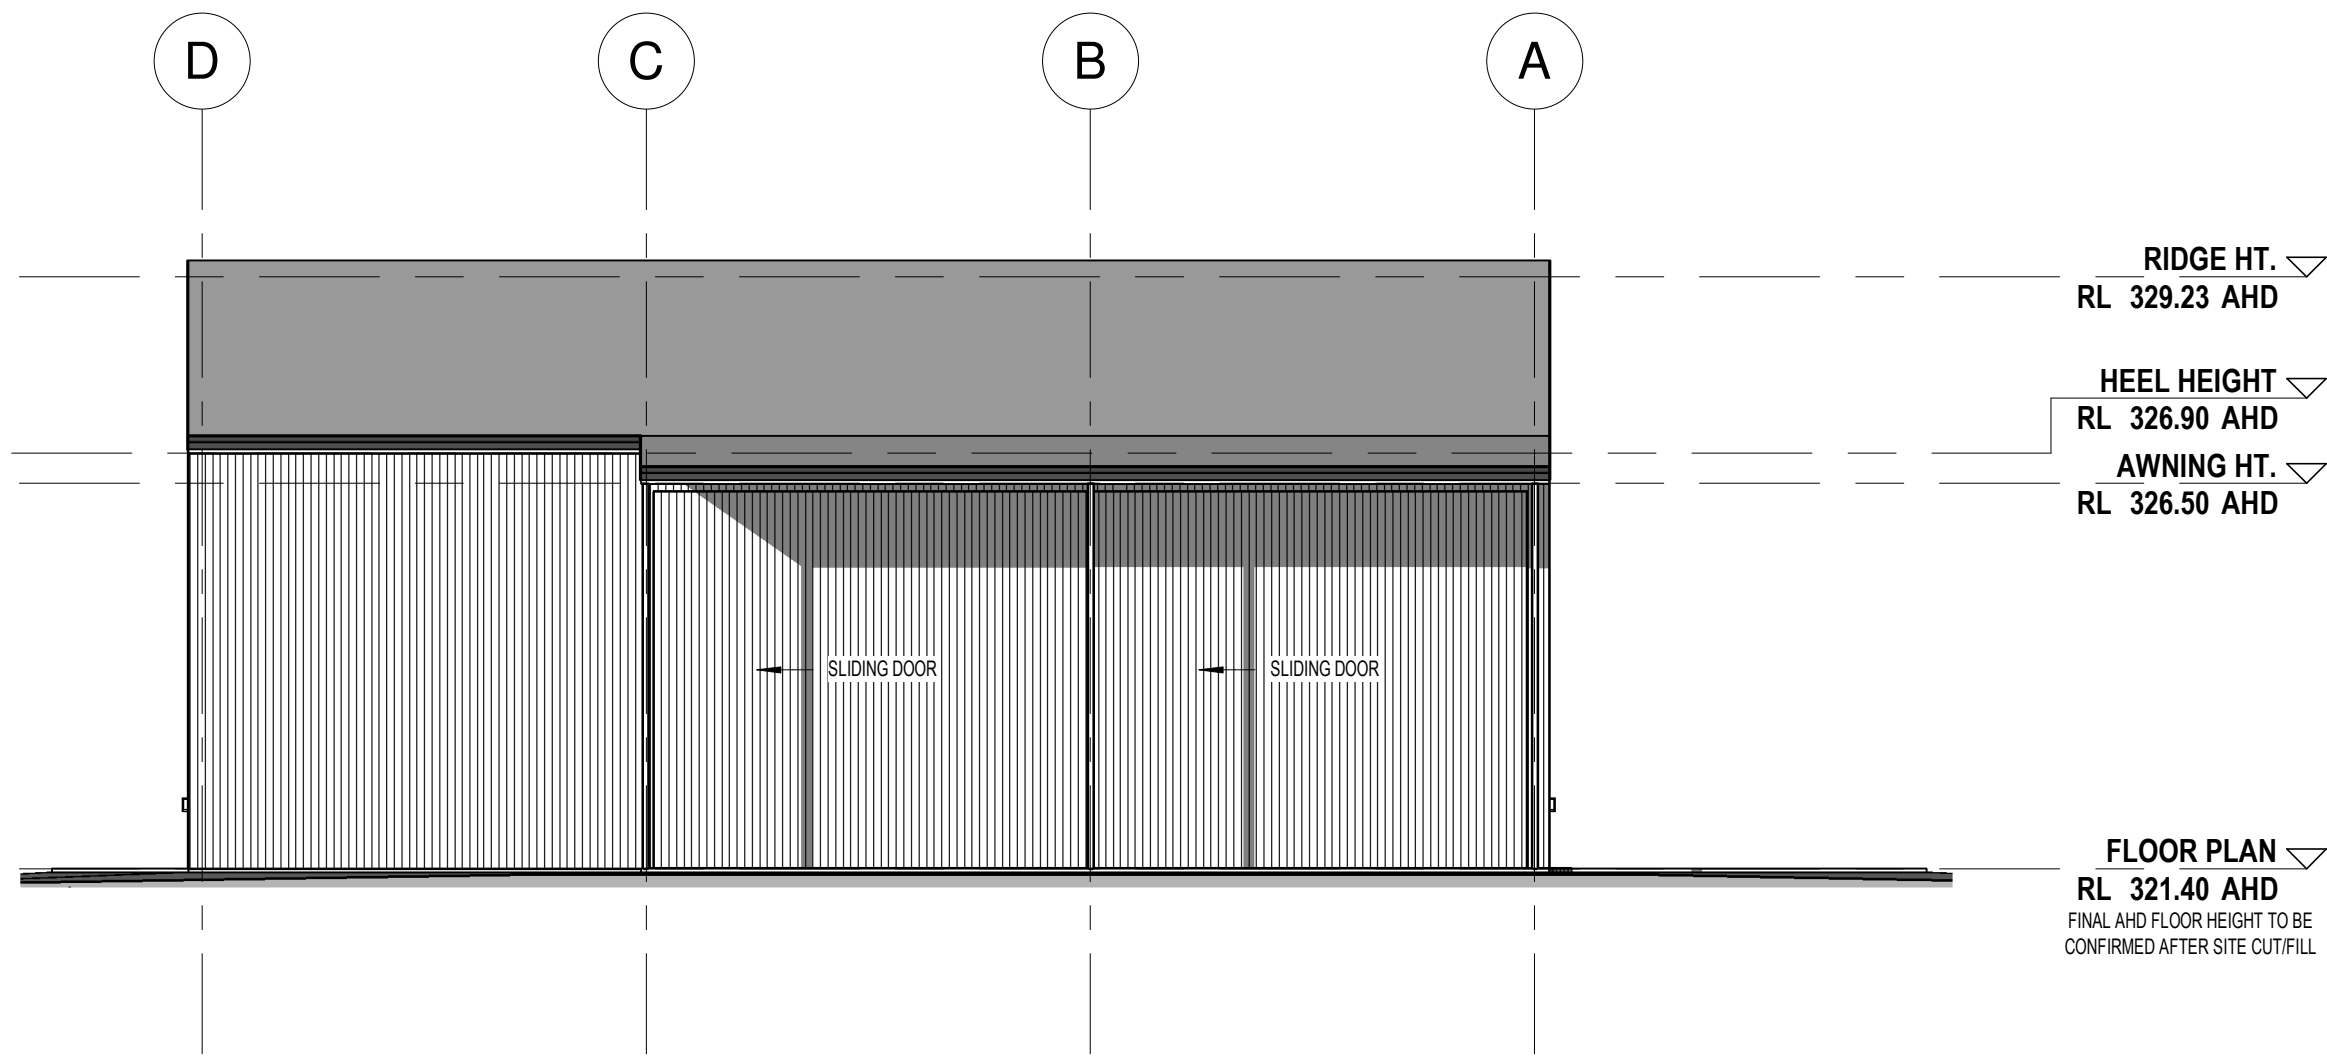 D
C
B
A
RIDGE HT.
RL 329.23 AHD
HEEL HEIGHT
RL 326.90 AHD
AWNING HT.
RL 326.50 AHD
SLIDING DOOR
SLIDING DOOR
FLOOR PLAN
RL 321.40 AHD
FINAL AHD FLOOR HEIGHT TO BE
CONFIRMED AFTER SITE CUT/FILL